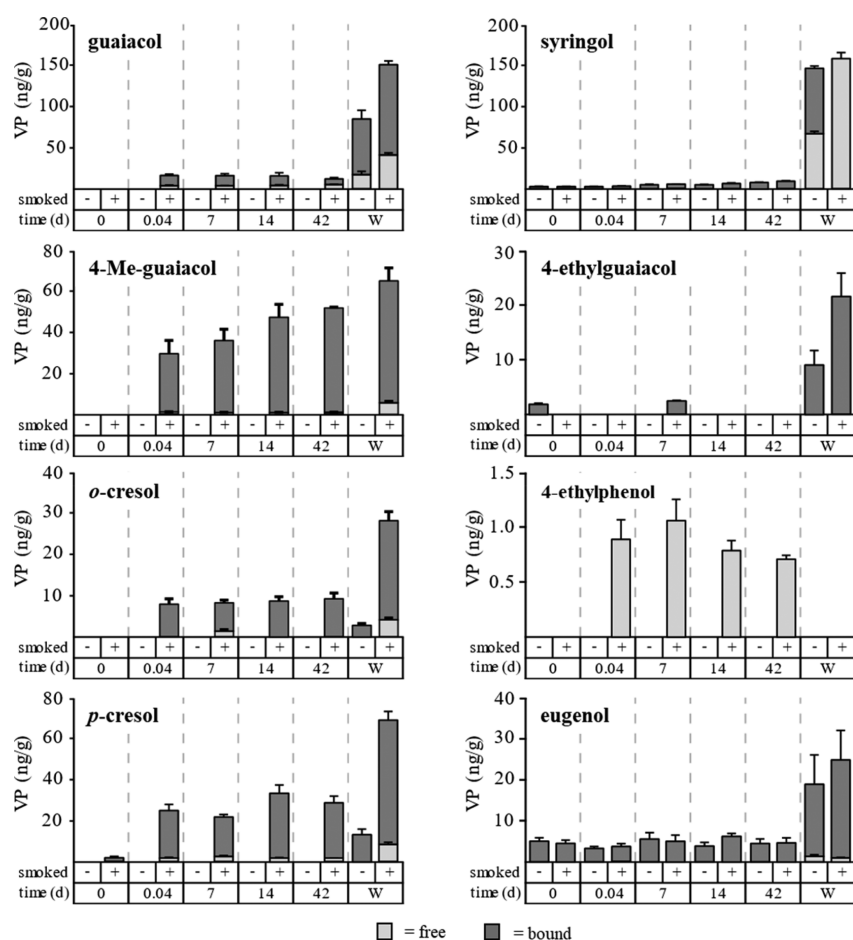 guaiacol
200
150
100
50
VP (ng/g)
smoked - + - + - + - + - + - +
time (d) 0 0.04 7 14 42 W
syringol
200
150
100
50
VP (ng/g)
smoked - + - + - + - + - + - +
time (d) 0 0.04 7 14 42 W
4-Me-guaiacol
80
60
40
20
VP (ng/g)
smoked - + - + - + - + - + - +
time (d) 0 0.04 7 14 42 W
4-ethylguaiacol
30
20
10
VP (ng/g)
smoked - + - + - + - + - + - +
time (d) 0 0.04 7 14 42 W
o-cresol
40
30
20
10
VP (ng/g)
smoked - + - + - + - + - + - +
time (d) 0 0.04 7 14 42 W
4-ethylphenol
1.5
1.0
0.5
VP (ng/g)
smoked - + - + - + - + - + - +
time (d) 0 0.04 7 14 42 W
p-cresol
80
60
40
20
VP (ng/g)
smoked - + - + - + - + - + - +
time (d) 0 0.04 7 14 42 W
eugenol
40
30
20
10
VP (ng/g)
smoked - + - + - + - + - + - +
time (d) 0 0.04 7 14 42 W
= free = bound